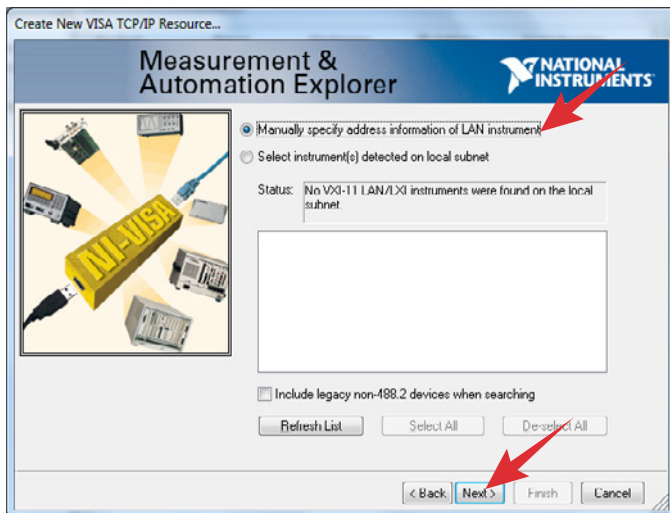 Create New VISA TCP/IP Resource...
Measurement &
Automation Explorer
NATIONAL
INSTRUMENTS
NI-VISA
Manually specify address information of LAN instrument
Select instrument(s) detected on local subnet
Status:
No VXI-11 LAN/LXI instruments were found on the local
subnet.
Include legacy non-488.2 devices when searching
Refresh List
Select All
De-select All
< Back
Next >
Finish
Cancel